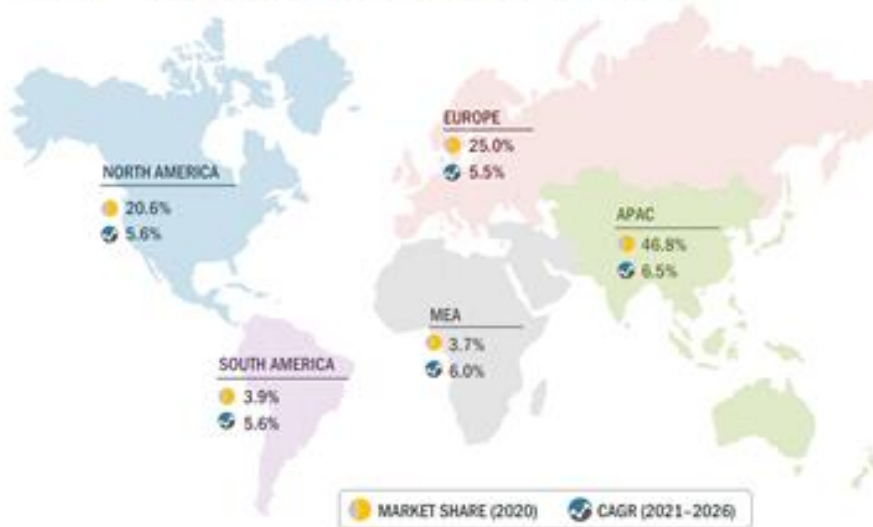 EUROPE
25.0%
5.5%
NORTH AMERICA
20.6%
5.6%
APAC
46.8%
6.5%
MEA
3.7%
6.0%
SOUTH AMERICA
3.9%
5.6%
MARKET SHARE (2020) CAGR (2021–2026)